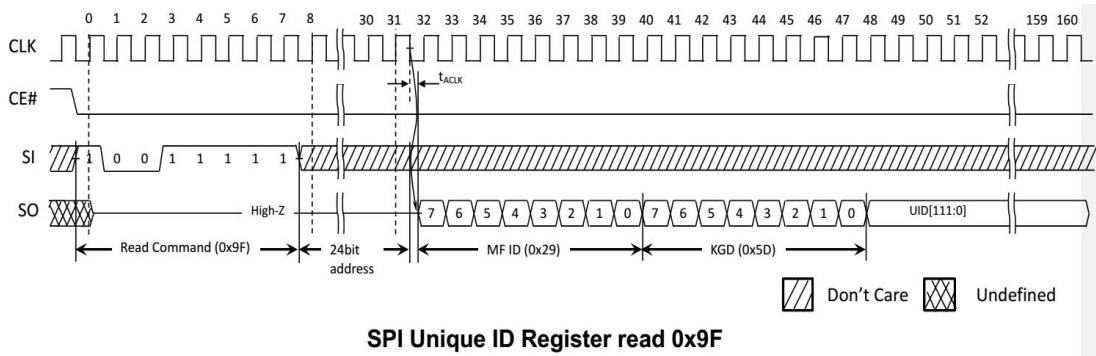 0 1 2 3 4 5 6 7 8 30 31 32 33 34 35 36 37 38 39 40 41 42 43 44 45 46 47 48 49 50 51 52 159 160
CLK
tACLK
CE#
SI 1 0 0 1 1 1 1 1
SO High-Z 7 6 5 4 3 2 1 0 7 6 5 4 3 2 1 0 UID[111:0]
Read Command (0x9F) 24bit MF ID (0x29) KGD (0x5D)
address
Don't Care Undefined
SPI Unique ID Register read 0x9F